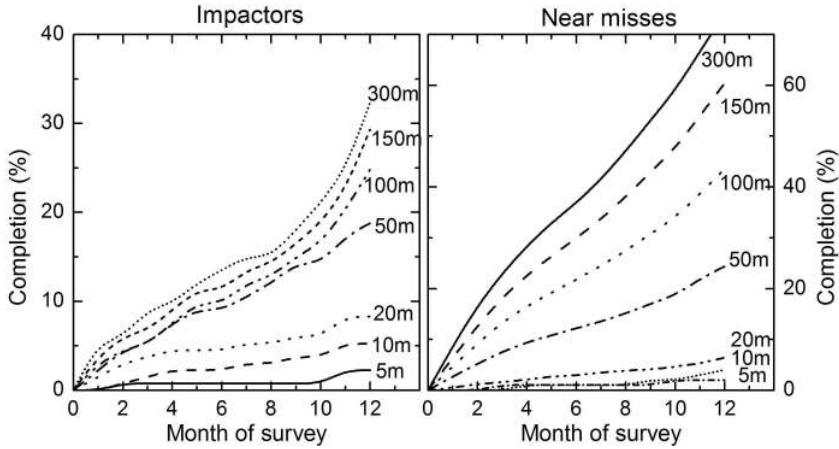 Impactors
Near misses
Completion (%)
40
30
20
10
0
300m
150m
100m
50m
20m
10m
5m
0 2 4 6 8 10 12
Month of survey
300m
150m
100m
50m
20m
10m
5m
60
40
20
0
Completion (%)
0 2 4 6 8 10 12
Month of survey